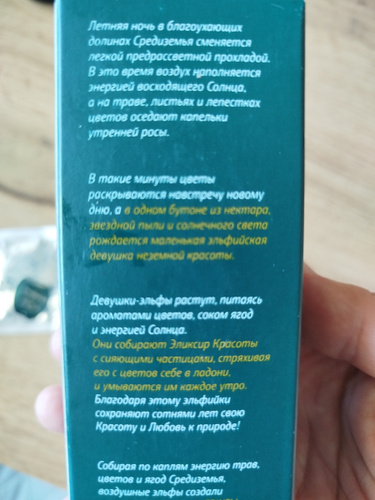 Летняя ночь в благоухающих
долинах Средиземья сменяется
легкой предрассветной прохладой.
В это время воздух наполняется
энергией восходящего Солнца,
а на траве, листьях и лепестках
цветов оседают капельки
утренней росы.
В такие минуты цветы
раскрываются навстречу новому
дню, а в одном бутоне из нектара,
звездной пыли и солнечного света
рождается маленькая эльфийская
девушка неземной красоты.
Девушки-эльфы растут, питаясь
ароматами цветов, соком ягод
и энергией Солнца.
Они собирают Эликсир Красоты
с сияющими частицами, стряхивая
его с цветов себе в ладони,
и умываются им каждое утро.
Благодаря этому эльфийки
сохраняют сотнями лет свою
Красоту и Любовь к природе!
Собирая по каплям энергию трав,
цветов и ягод Средиземья,
воздушные эльфы создали